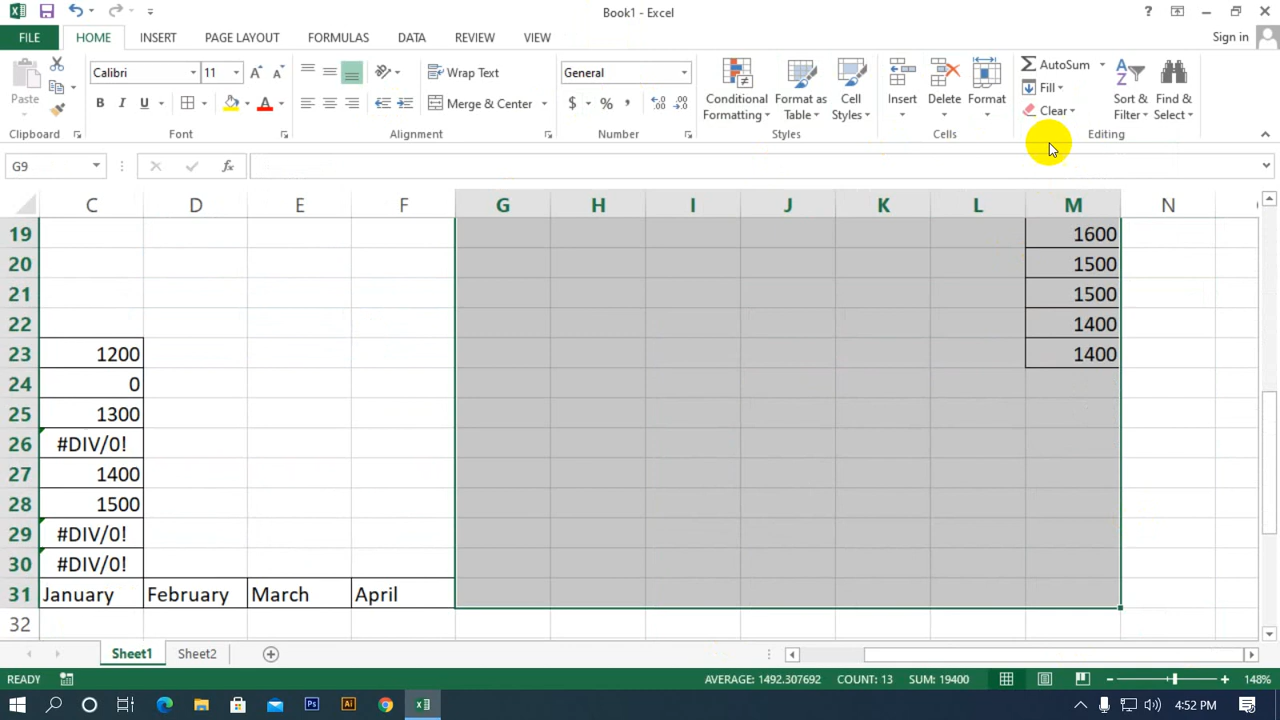 Book1 - Excel
?
FILE
HOME
INSERT
PAGE LAYOUT
FORMULAS
DATA
REVIEW
VIEW
Sign in
Paste
Clipboard
Calibri
11
A A
B I U
A
Font
Wrap Text
Merge & Center
Alignment
General
$ % ,
Number
Conditional Formatting
Format as Table
Cell Styles
Styles
Insert
Delete
Format
Cells
AutoSum
Fill
Clear
Sort & Filter
Find & Select
Editing
G9
fx
C D E F G H I J K L M N
19 1600
20 1500
21 1500
22 1400
23 1200 1400
24 0
25 1300
26 #DIV/0!
27 1400
28 1500
29 #DIV/0!
30 #DIV/0!
31 January February March April
32
Sheet1
Sheet2
READY
AVERAGE: 1492.307692
COUNT: 13
SUM: 19400
148%
4:52 PM